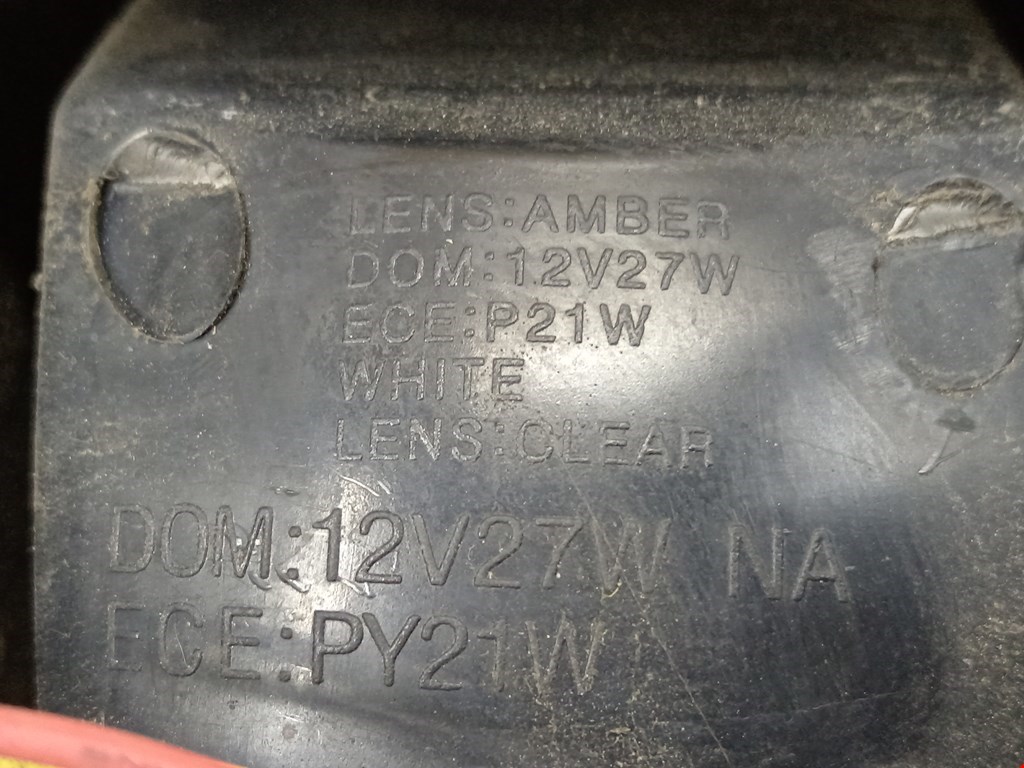 LENS:AMBER
DOM:12V27W
ECE:P21W
WHITE
LENS:CLEAR
DOM:12V27W NA
ECE:PY21W